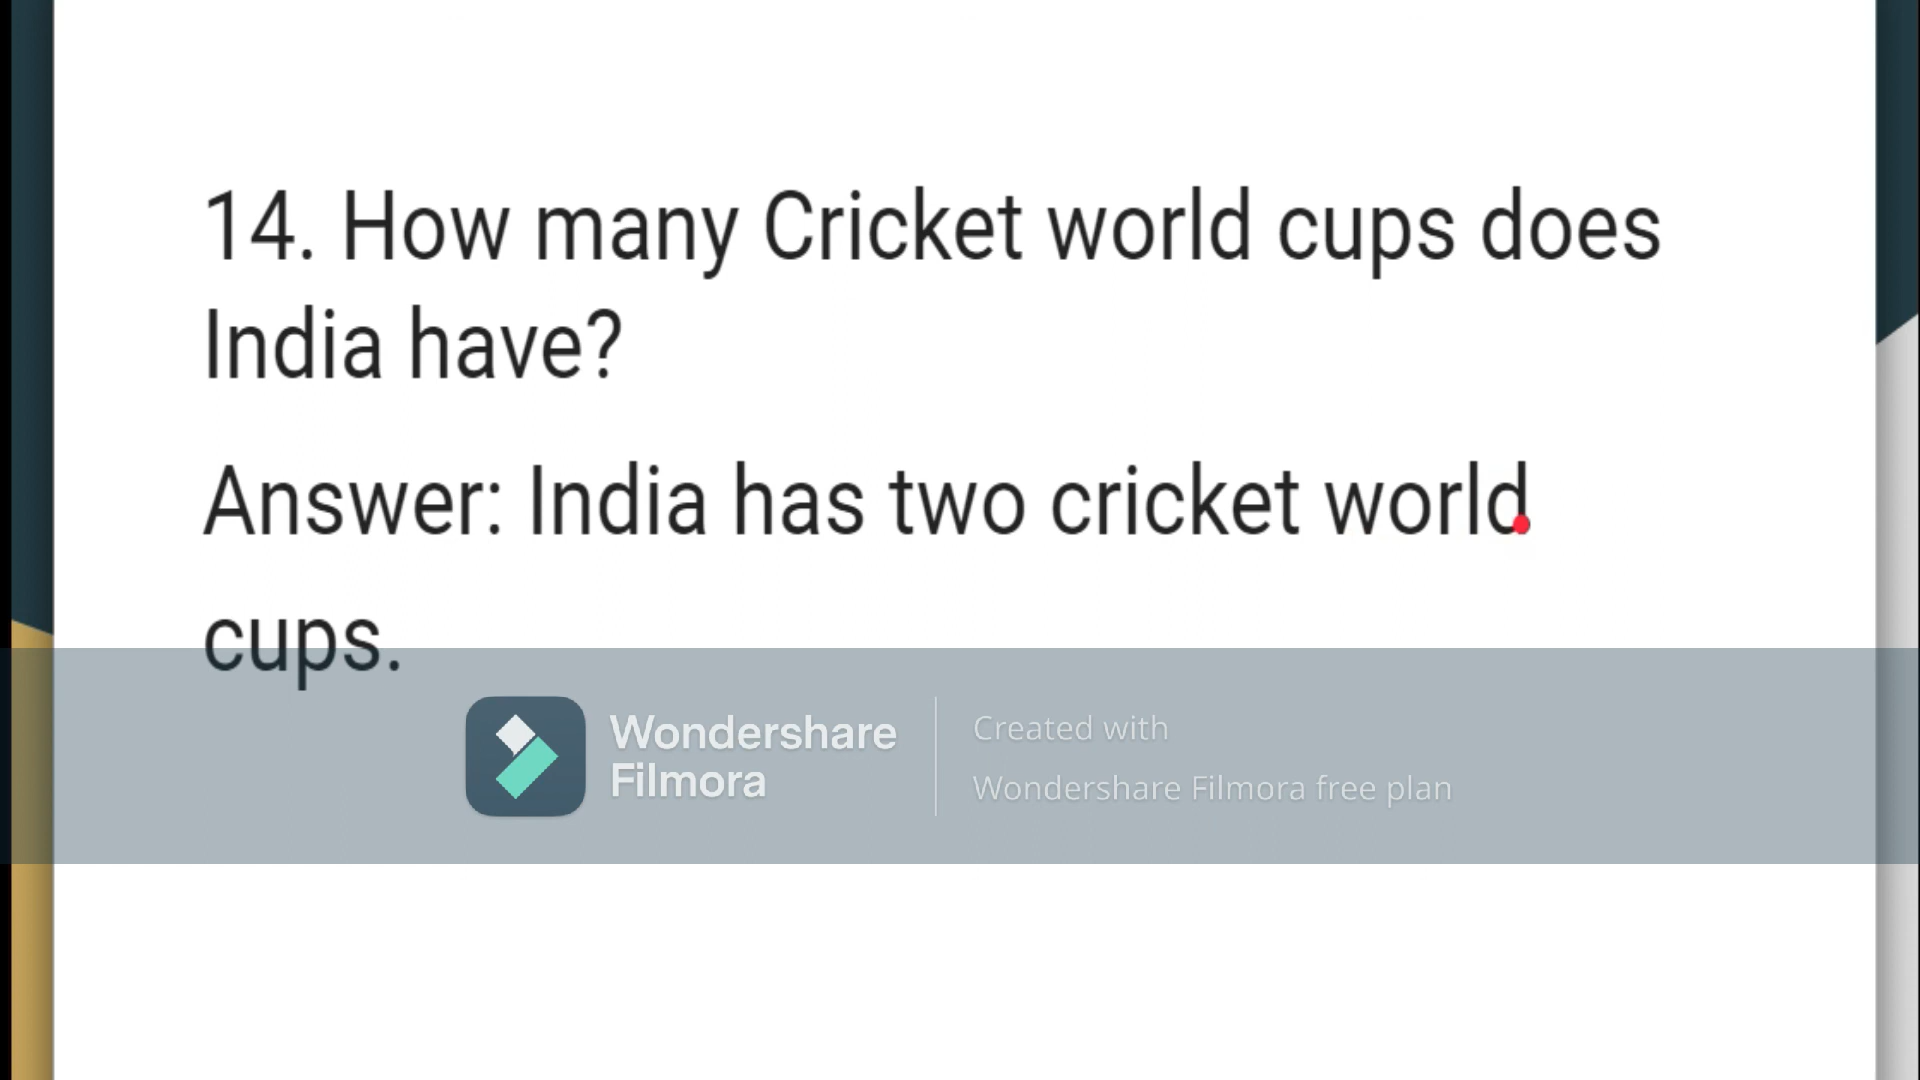 14. How many Cricket world cups does
India have?
Answer: India has two cricket world
cups.
Wondershare
Filmora
Created with
Wondershare Filmora free plan